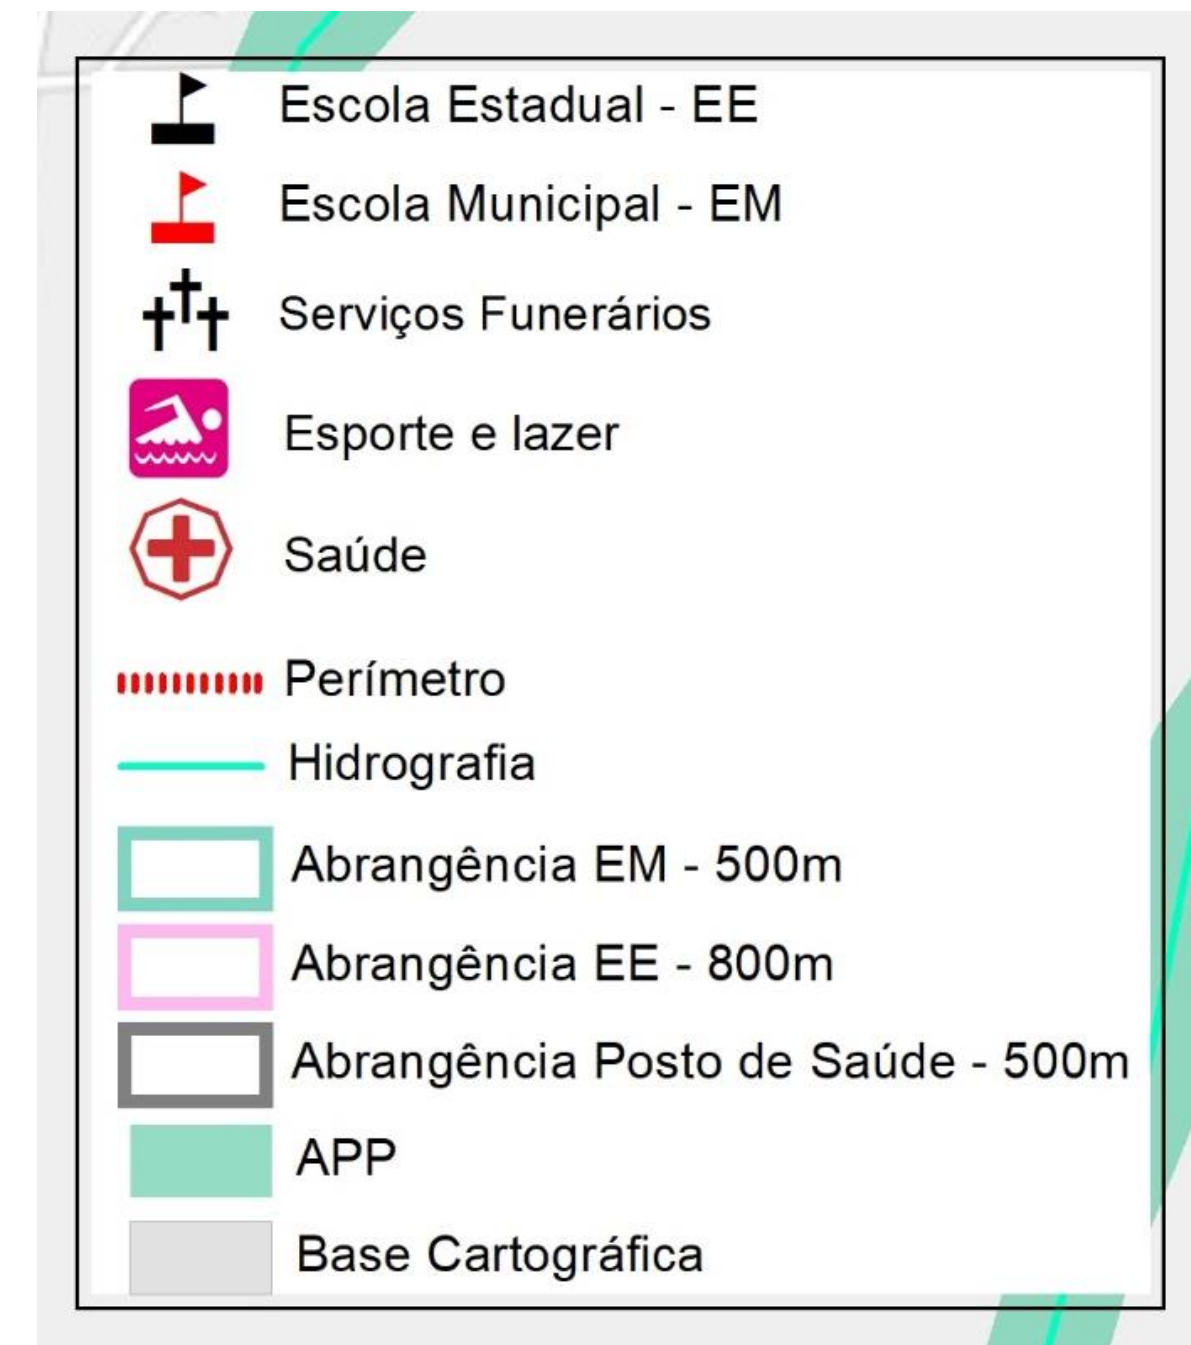 Escola Estadual - EE
Escola Municipal - EM
Serviços Funerários
Esporte e lazer
Saúde
Perímetro
Hidrografia
Abrangência EM - 500m
Abrangência EE - 800m
Abrangência Posto de Saúde - 500m
APP
Base Cartográfica